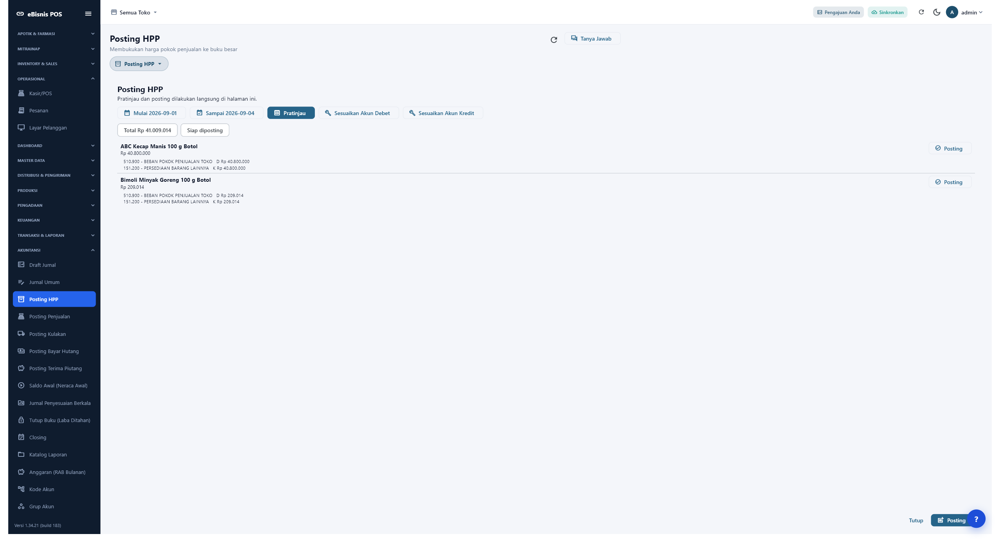 eBisnis POS
APOTIK & FARMASI
MITRAINAP
INVENTORY & SALES
OPERASIONAL
Kasir/POS
Pesanan
Layar Pelanggan
DASHBOARD
MASTER DATA
DISTRIBUSI & PENGIRIMAN
PRODUKSI
PENGADAAN
KEUANGAN
TRANSAKSI & LAPORAN
AKUNTANSI
Draft Jurnal
Jurnal Umum
Posting HPP
Posting Penjualan
Posting Kulakan
Posting Bayar Hutang
Posting Terima Piutang
Saldo Awal (Neraca Awal)
Jurnal Penyesuaian Berkala
Tutup Buku (Laba Ditahan)
Closing
Katalog Laporan
Anggaran (RAB Bulanan)
Kode Akun
Grup Akun
Versi 1.34.21 (build 183)
Semua Toko
Pengajuan Anda
Sinkronkan
A
admin
Posting HPP
Membukukan harga pokok penjualan ke buku besar
Tanya Jawab
Posting HPP
Posting HPP
Pratinjau dan posting dilakukan langsung di halaman ini.
Mulai 2026-09-01
Sampai 2026-09-04
Pratinjau
Sesuaikan Akun Debet
Sesuaikan Akun Kredit
Total Rp 41.009.014
Siap diposting
ABC Kecap Manis 100 g Botol
Rp 40.800.000
510.900 - BEBAN POKOK PENJUALAN TOKO D Rp 40.800.000
151.200 - PERSEDIAAN BARANG LAINNYA K Rp 40.800.000
Posting
Bimoli Minyak Goreng 100 g Botol
Rp 209.014
510.900 - BEBAN POKOK PENJUALAN TOKO D Rp 209.014
151.200 - PERSEDIAAN BARANG LAINNYA K Rp 209.014
Posting
Tutup
Posting
?